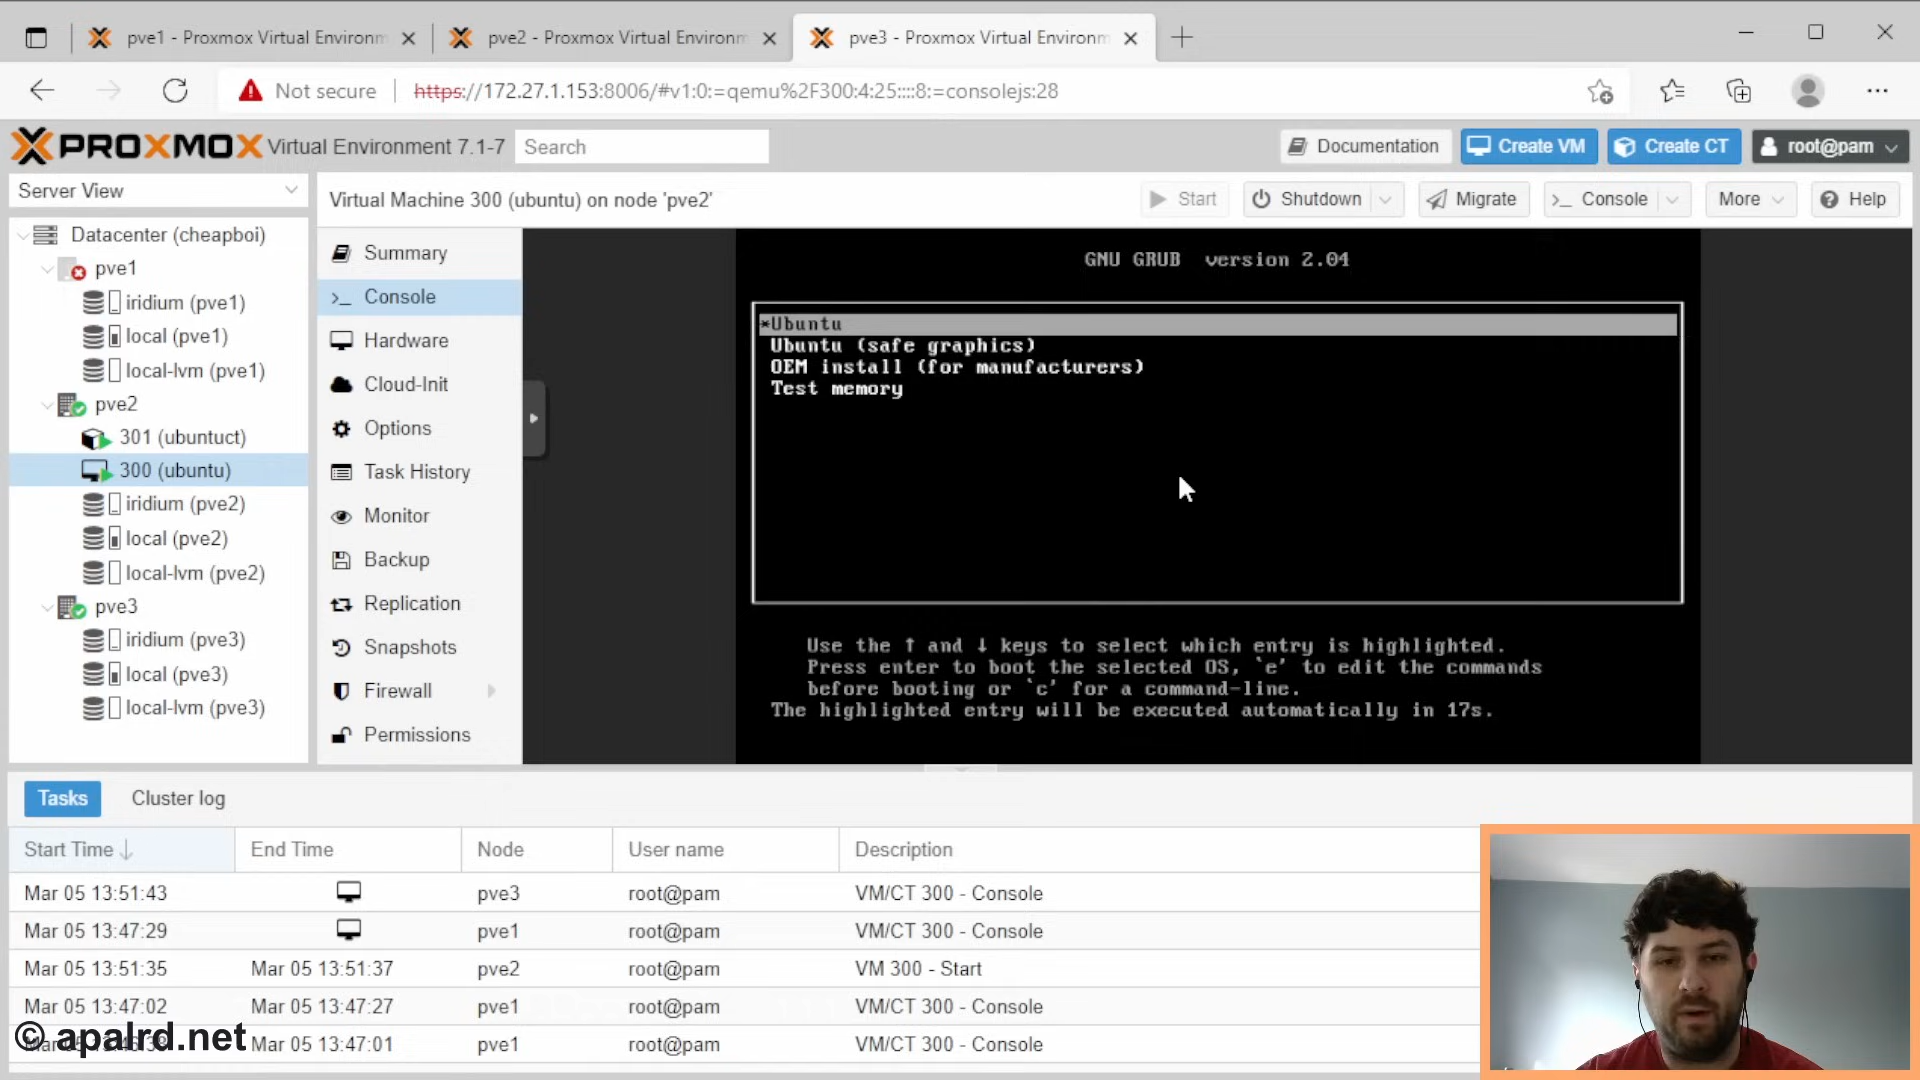 pve1 - Proxmox Virtual Environm
pve2 - Proxmox Virtual Environm
pve3 - Proxmox Virtual Environm
Not secure
https://172.27.1.153:8006/#v1:0:=qemu%2F300:4:25::::8:=consolejs:28
PROXMOX Virtual Environment 7.1-7
Search
Documentation
Create VM
Create CT
root@pam
Server View
Virtual Machine 300 (ubuntu) on node 'pve2'
Start
Shutdown
Migrate
>_ Console
More
Help
Datacenter (cheapboi)
pve1
iridium (pve1)
local (pve1)
local-lvm (pve1)
pve2
301 (ubuntuct)
300 (ubuntu)
iridium (pve2)
local (pve2)
local-lvm (pve2)
pve3
iridium (pve3)
local (pve3)
local-lvm (pve3)
Summary
>_ Console
Hardware
Cloud-Init
Options
Task History
Monitor
Backup
Replication
Snapshots
Firewall
Permissions
GNU GRUB version 2.04
*Ubuntu
Ubuntu (safe graphics)
OEM install (for manufacturers)
Test memory
Use the ↑ and ↓ keys to select which entry is highlighted.
Press enter to boot the selected OS, `e' to edit the commands
before booting or `c' for a command-line.
The highlighted entry will be executed automatically in 17s.
Tasks
Cluster log
Start Time ↓ End Time Node User name Description
Mar 05 13:51:43 pve3 root@pam VM/CT 300 - Console
Mar 05 13:47:29 pve1 root@pam VM/CT 300 - Console
Mar 05 13:51:35 Mar 05 13:51:37 pve2 root@pam VM 300 - Start
Mar 05 13:47:02 Mar 05 13:47:27 pve1 root@pam VM/CT 300 - Console
Mar 05 13:47:01 pve1 root@pam VM/CT 300 - Console
© apalrd.net